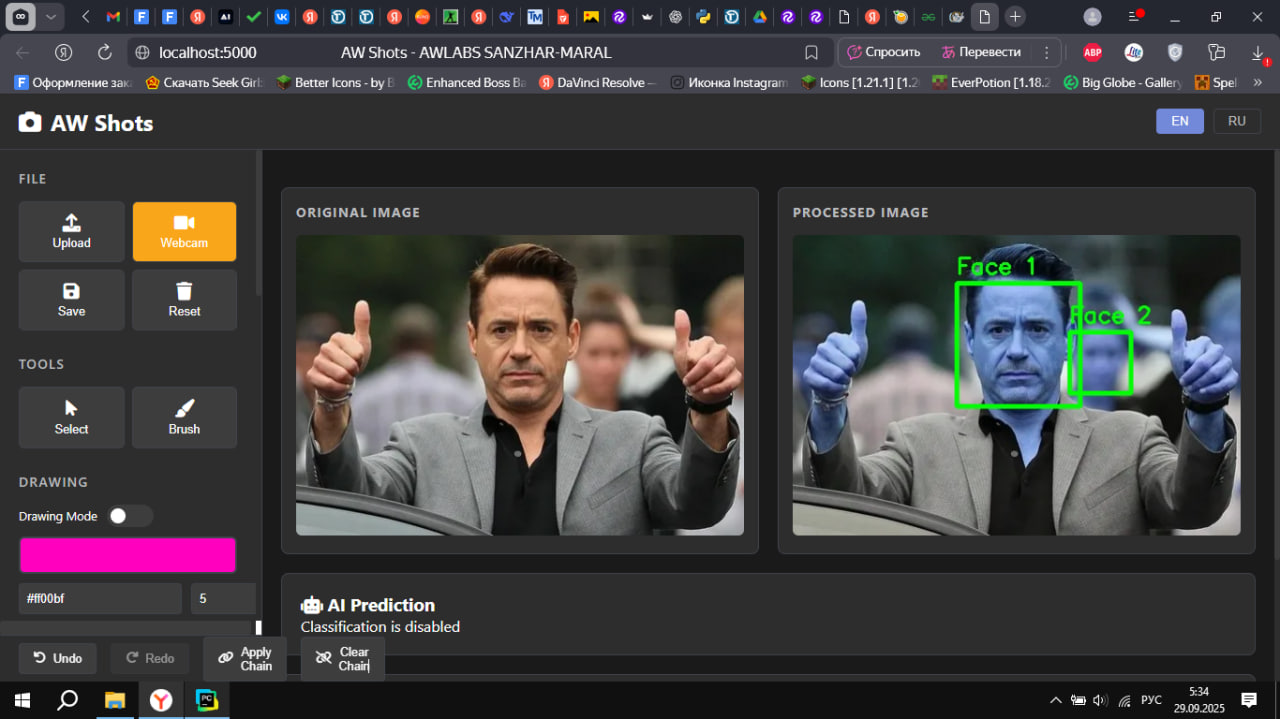 localhost:5000
AW Shots - AWLABS SANZHAR-MARAL
Спросить
Перевести
ABP
Lite
Оформление зака
Скачать Seek Girl:
Better Icons - by B
Enhanced Boss Ba
DaVinci Resolve —
Иконка Instagram
Icons [1.21.1] [1.2
EverPotion [1.18.2
Big Globe - Gallery
Spel
AW Shots
EN
RU
FILE
Upload
Webcam
Save
Reset
TOOLS
Select
Brush
DRAWING
Drawing Mode
#ff00bf
5
ORIGINAL IMAGE
PROCESSED IMAGE
Face 1
Face 2
AI Prediction
Classification is disabled
Undo
Redo
Apply
Chain
Clear
Chain
РУС
5:34
29.09.2025